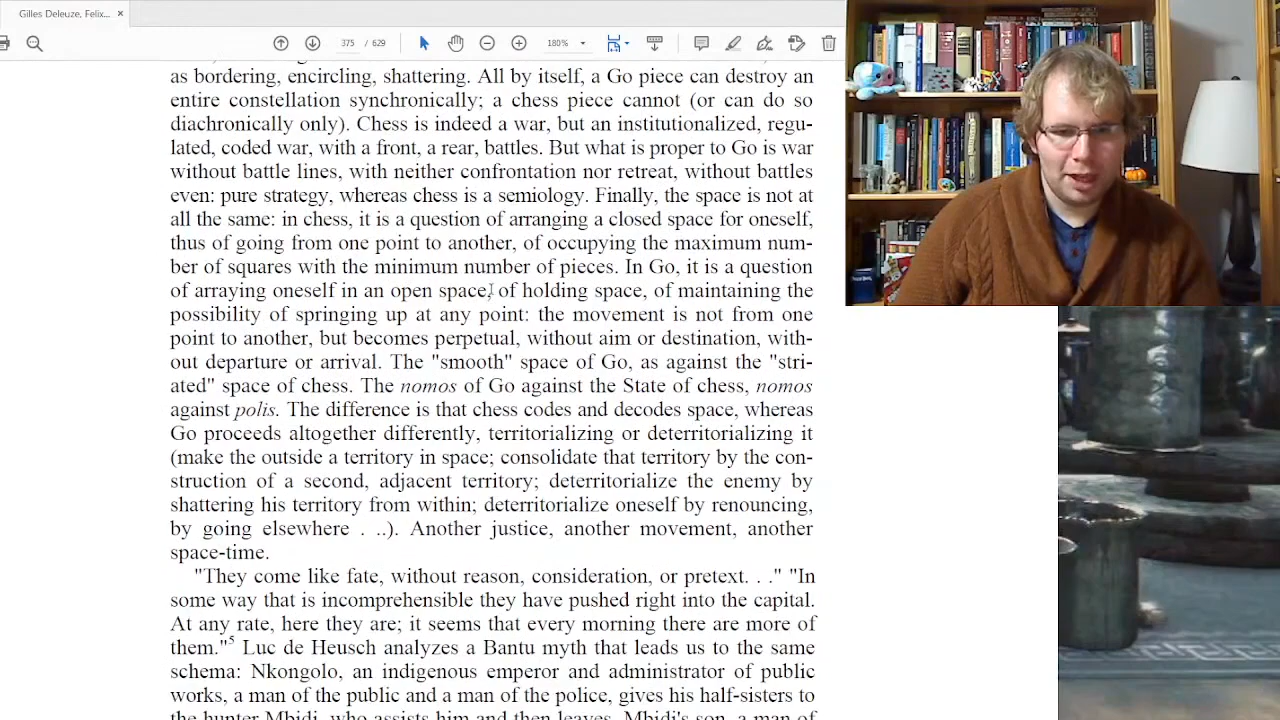 Gilles Deleuze, Felix...
375 / 629
180%
as bordering, encircling, shattering. All by itself, a Go piece can destroy an
entire constellation synchronically; a chess piece cannot (or can do so
diachronically only). Chess is indeed a war, but an institutionalized, regu-
lated, coded war, with a front, a rear, battles. But what is proper to Go is war
without battle lines, with neither confrontation nor retreat, without battles
even: pure strategy, whereas chess is a semiology. Finally, the space is not at
all the same: in chess, it is a question of arranging a closed space for oneself,
thus of going from one point to another, of occupying the maximum num-
ber of squares with the minimum number of pieces. In Go, it is a question
of arraying oneself in an open space, of holding space, of maintaining the
possibility of springing up at any point: the movement is not from one
point to another, but becomes perpetual, without aim or destination, with-
out departure or arrival. The "smooth" space of Go, as against the "stri-
ated" space of chess. The nomos of Go against the State of chess, nomos
against polis. The difference is that chess codes and decodes space, whereas
Go proceeds altogether differently, territorializing or deterritorializing it
(make the outside a territory in space; consolidate that territory by the con-
struction of a second, adjacent territory; deterritorialize the enemy by
shattering his territory from within; deterritorialize oneself by renouncing,
by going elsewhere . ..). Another justice, another movement, another
space-time.
"They come like fate, without reason, consideration, or pretext. . ." "In
some way that is incomprehensible they have pushed right into the capital.
At any rate, here they are; it seems that every morning there are more of
them."5 Luc de Heusch analyzes a Bantu myth that leads us to the same
schema: Nkongolo, an indigenous emperor and administrator of public
works, a man of the public and a man of the police, gives his half-sisters to
the hunter Mbidi, who assists him and then leaves. Mbidi's son, a man of